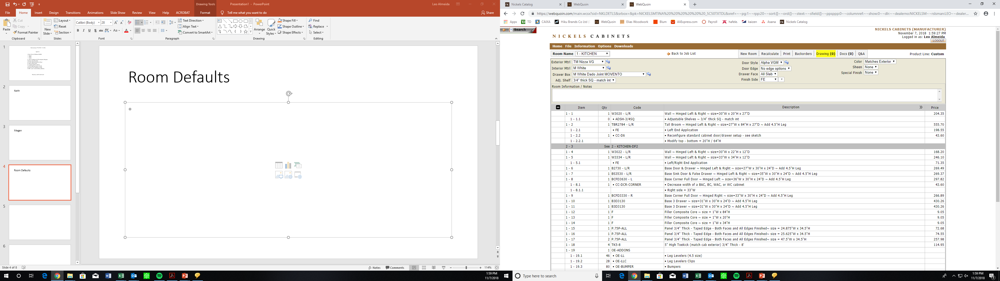 Drawing Tools
Presentation1 - PowerPoint
Leo Almeida
File Home Insert Design Transitions Animations Slide Show Review View Help ACROBAT Format Tell me what you want to do Share
Cut
Copy
Format Painter
Paste
Clipboard
New
Slide
Layout
Reset
Section
Slides
Calibri (Body) 28
B I U S abc AV Aa A
Font
Text Direction
Align Text
Convert to SmartArt
Paragraph
Arrange
Quick
Styles
Shape Fill
Shape Outline
Shape Effects
Drawing
Find
Replace
Select
Editing
1
2
Keith
3
Megan
4
Room Defaults
5
6
Room Defaults
Slide 4 of 8
Notes Comments 114%
1:59 PM
11/7/2018
Nickels Catalog
WebQuoin
WebQuoin
https://webquoin.com/main.wcsx?sid=NKLDETLS&srbox=&pk=NICKELSMTINA%20%20%20%20%20%20_5C50TXTDL&xref=~~pg:1~~rpp:20~~sort:[]~~ord:[]~~stext:~~sfield:[]~~ppsppp:0~~columnref:~~show:0~~dlr:~~dealerno:NICKELSM~~rslsman:LEO~~dealer...
Apps TD CAIXA Hiku Brands Co Ltd ( WebQuoin Elias Woodwork Blum AliExpress.com Payroll hafele. kaizen Asana Nickels Catalog
Search
NICKELS CABINETS
NICKELS CABINETS (MANUFACTURER)
November 7, 2018 1:59:27 PM
Logged in as: Leo Almeida
LOGOUT
Home File Information Options Downloads
Room Name 1 - KITCHEN Back to Job List New Room Recalculate Print Backorders Drawing (0) Docs (0) Q&A Product Line: Custom
Exterior Mtrl TM Nizza VG
Interior Mtrl M White
Drawer Box M White Dado Joint MOVENTO
Adj. Shelf 3/4" thick SQ - match int
Door Style Alpha VGM
Door Edge No edge options
Drawer Face All Slab
Finish Side FE
Color Matches Exterior
Sheen None
Special Finish None
Room Information / Notes
Item Qty Code Description Price
1 - 1 1 W3020 - L/R Wall ~ Hinged Left & Right ~ size=30"W x 20"H x 27"D 204.35
1 - 1.1 0 • ADSH-3/4SQ • Adjustable Shelves ~ 3/4" thick SQ - match int
1 - 2 1 TBR2784 - L/R Tall Broom ~ Hinged Left & Right ~ size=27"W x 84"H x 27"D ~ Add 4.5"H Leg 555.70
1 - 2.1 • FE • Left End Application 198.55
1 - 2.2 1 • CC-D6 • Reconfigure standard cabinet door/drawer setup - see sketch 43.60
1 - 2.2.1 • Modify top - bottom = 20"H / 64"H
2 - 3 See 2 - KITCHEN-DF2
1 - 4 1 W3022 - L/R Wall ~ Hinged Left & Right ~ size=30"W x 22"H x 12"D 168.20
1 - 5 1 W3334 - L/R Wall ~ Hinged Left & Right ~ size=33"W x 34"H x 12"D 246.10
1 - 5.1 • FE • Left/Right End Application 71.35
1 - 6 1 B2730 - L/R Base Door & Drawer ~ Hinged Left & Right ~ size=27"W x 30"H x 24"D ~ Add 4.5"H Leg 269.49
1 - 7 1 BS3530 - L/R Base Sink Door & False Drawer ~ Hinged Left & Right ~ size=35"W x 30"H x 24"D ~ Add 4.5"H Leg 269.37
1 - 8 1 BCFD3630 - L Base Corner Full Door ~ Hinged Left ~ size=36"W x 30"H x 24"D ~ Add 4.5"H Leg 297.82
1 - 8.1 1 • CC-DCR-CORNER • Decrease width of a BAC, BC, WAC, or WC cabinet 43.60
1 - 8.1.1 • Right side = 33"W
1 - 9 1 BCFD3330 - R Base Corner Full Door ~ Hinged Right ~ size=33"W x 30"H x 24"D ~ Add 4.5"H Leg 266.89
1 - 10 1 B3D3130 Base 3 Drawer ~ size=31"W x 30"H x 24"D ~ Add 4.5"H Leg 430.26
1 - 11 1 B3D3130 Base 3 Drawer ~ size=31"W x 30"H x 24"D ~ Add 4.5"H Leg 430.26
1 - 12 1 F Filler Composite Core ~ size = 1"W x 84"H 9.05
1 - 13 1 F Filler Composite Core ~ size = 1"W x 20"H 9.05
1 - 14 1 F Filler Composite Core ~ size = 1"W x 34"H 9.05
1 - 15 1 P.75P-ALL Panel 3/4" Thick - Taped Edge - Both Faces and All Edges Finished~ size = 24.875"W x 34.5"H 72.68
1 - 16 1 P.75P-ALL Panel 3/4" Thick - Taped Edge - Both Faces and All Edges Finished~ size = 25.625"W x 34.5"H 74.55
1 - 17 2 P.75P-ALL Panel 3/4" Thick - Taped Edge - Both Faces and All Edges Finished~ size = 47.5"W x 34.5"H 257.98
1 - 18 4 TK5-8 5" High Toekick (match cab exterior) 3/4" Thick - 8' 114.95
1 - 19 1 OE-ADDONS
1 - 19.1 46 • OE-LL • Leg Levelers (4.5 size)
1 - 19.2 28 • OE-LLC • Leg Levelers Clips
1 - 19.3 80 • OE-BUMPER • Bumpers
Type here to search
1:59 PM
11/7/2018